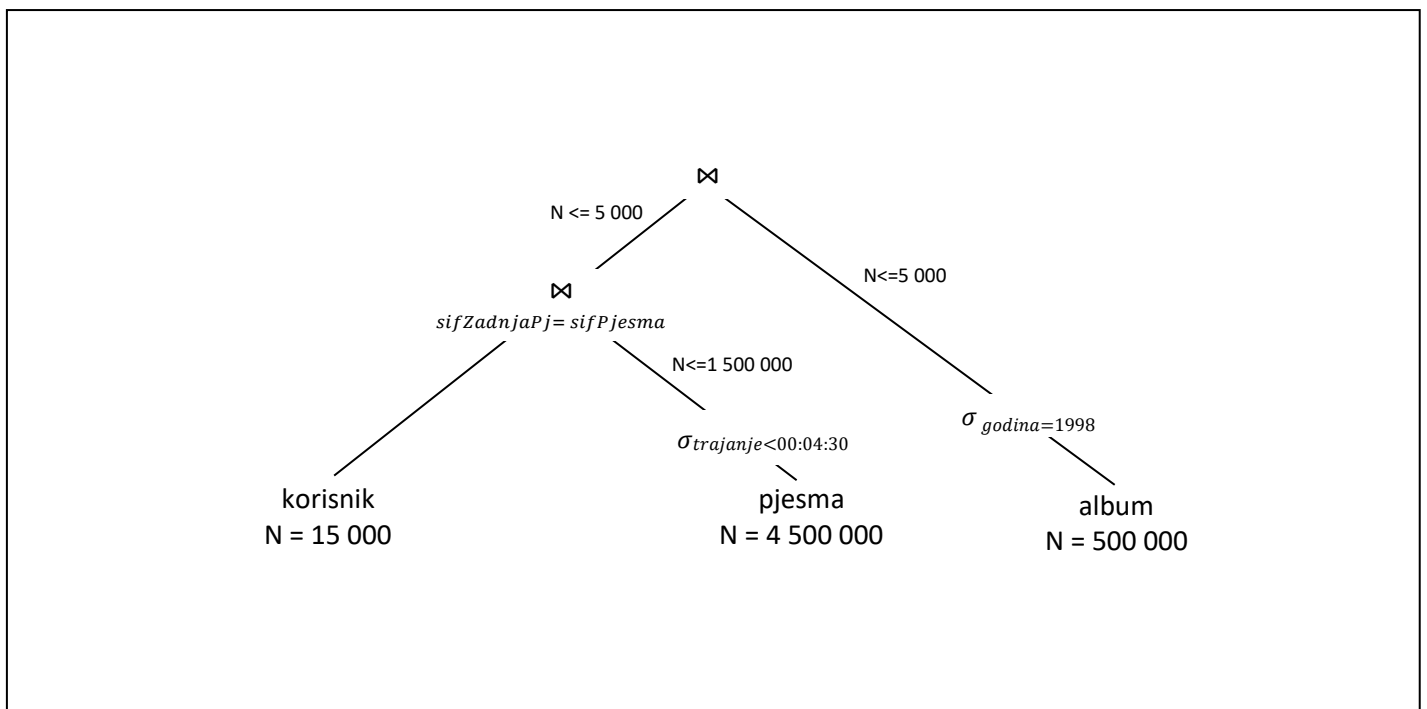 ⋈
N <= 5 000
N<=5 000
⋈
sifZadnjaPj= sifPjesma
N<=1 500 000
σ godina=1998
σtrajanje<00:04:30
korisnik
N = 15 000
pjesma
N = 4 500 000
album
N = 500 000